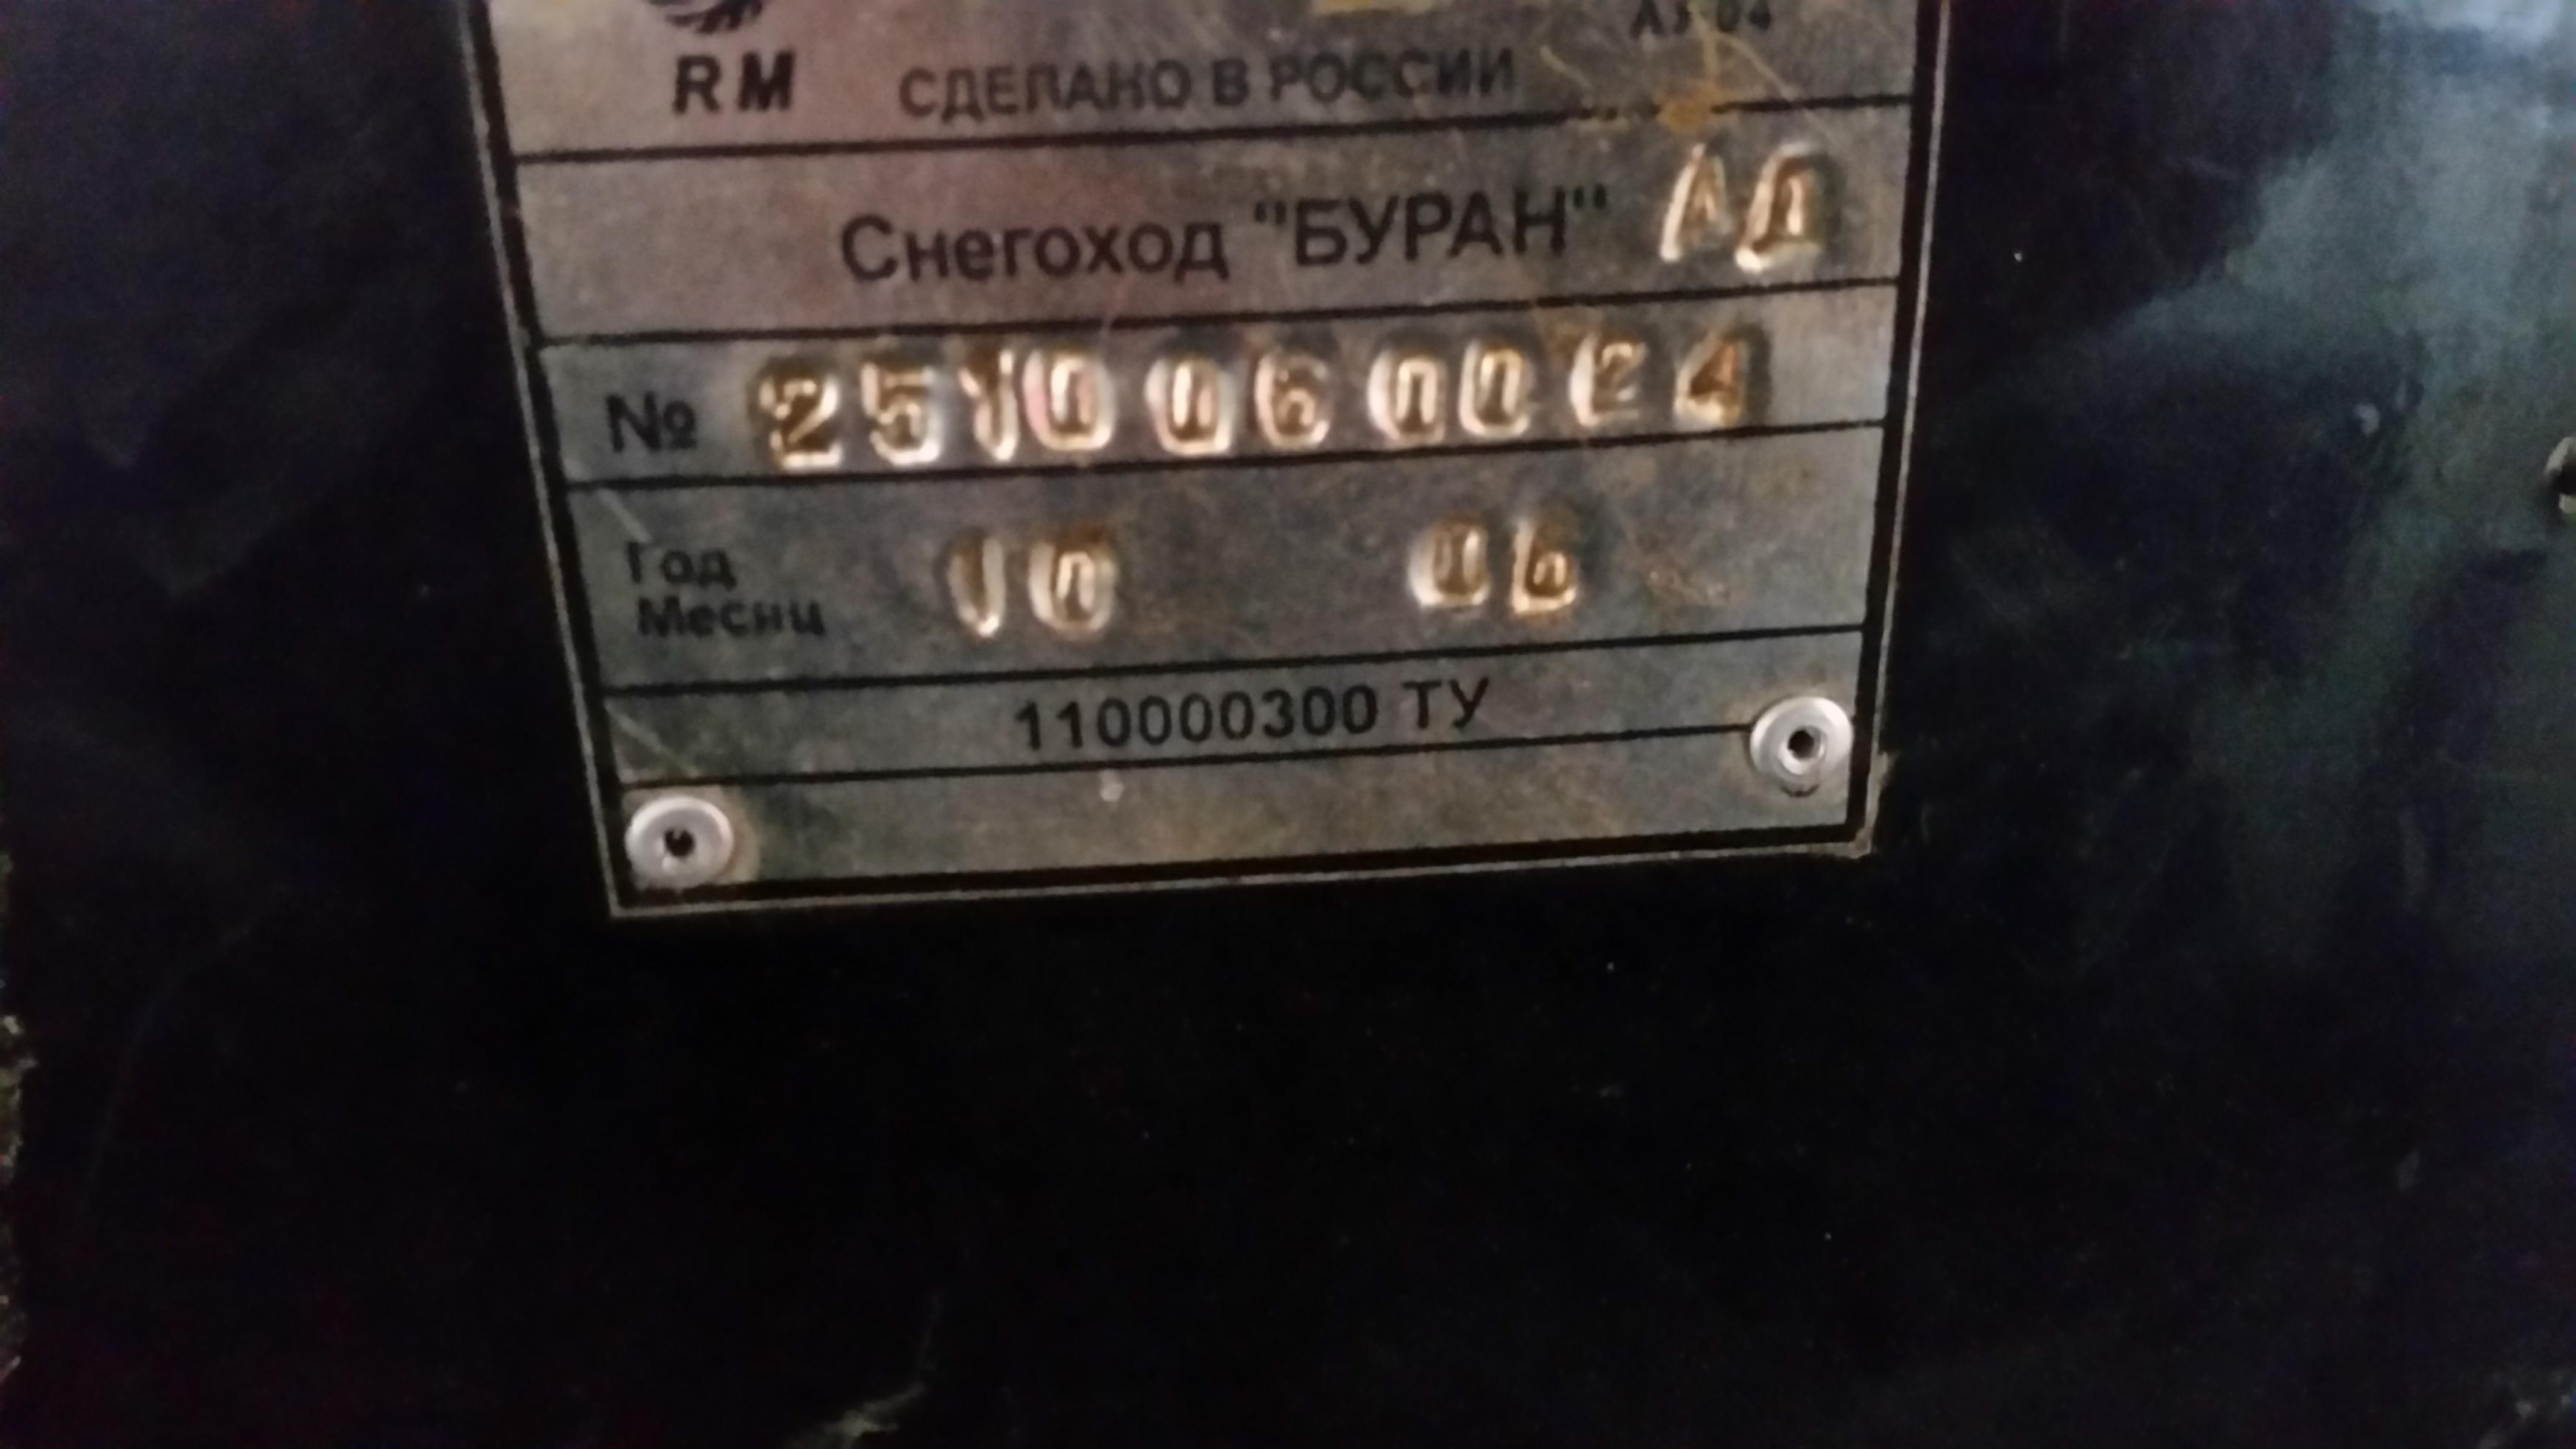 RM СДЕЛАНО В РОССИИ
Снегоход "БУРАН" АД
№ 2510060024
Год
Месяц 10 06
110000300 ТУ